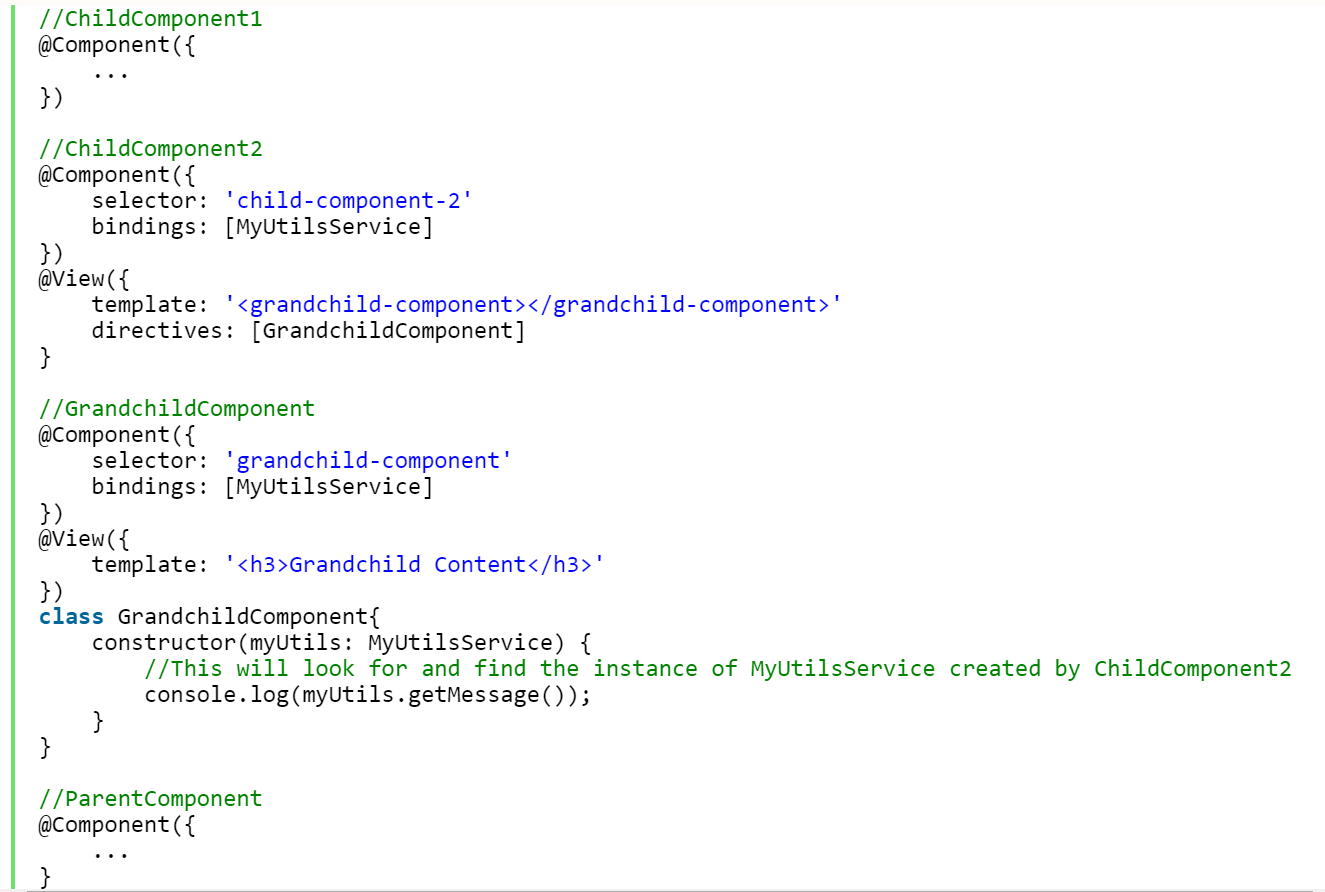 //ChildComponent1
@Component({
    ...
})

//ChildComponent2
@Component({
    selector: 'child-component-2'
    bindings: [MyUtilsService]
})
@View({
    template: '<grandchild-component></grandchild-component>'
    directives: [GrandchildComponent]
}

//GrandchildComponent
@Component({
    selector: 'grandchild-component'
    bindings: [MyUtilsService]
})
@View({
    template: '<h3>Grandchild Content</h3>'
})
class GrandchildComponent{
    constructor(myUtils: MyUtilsService) {
        //This will look for and find the instance of MyUtilsService created by ChildComponent2
        console.log(myUtils.getMessage());
    }
}

//ParentComponent
@Component({
    ...
}